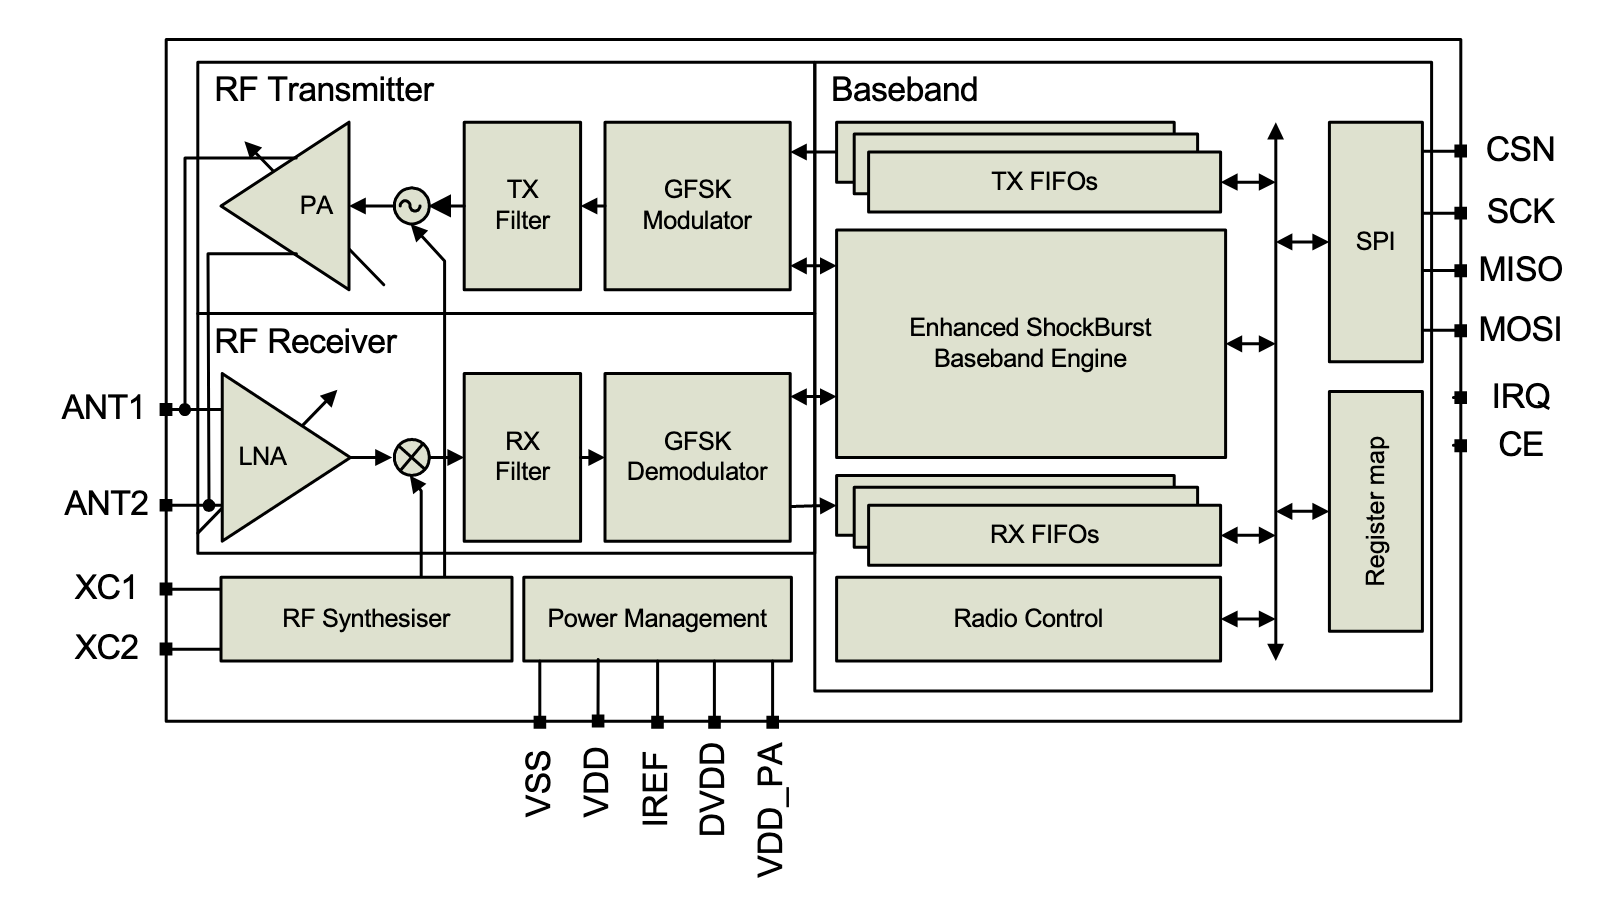 RF Transmitter
Baseband
PA
TX
Filter
GFSK
Modulator
TX FIFOs
SPI
CSN
SCK
MISO
MOSI
Enhanced ShockBurst
Baseband Engine
RF Receiver
ANT1
ANT2
LNA
RX
Filter
GFSK
Demodulator
RX FIFOs
Register map
IRQ
CE
XC1
XC2
RF Synthesiser
Power Management
Radio Control
VSS
VDD
IREF
DVDD
VDD_PA